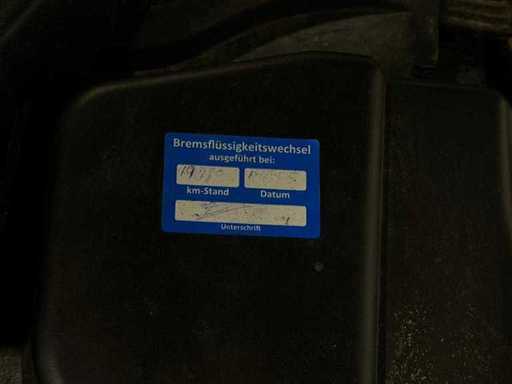 Bremsflüssigkeitswechsel
ausgeführt bei:
km-Stand Datum
Unterschrift